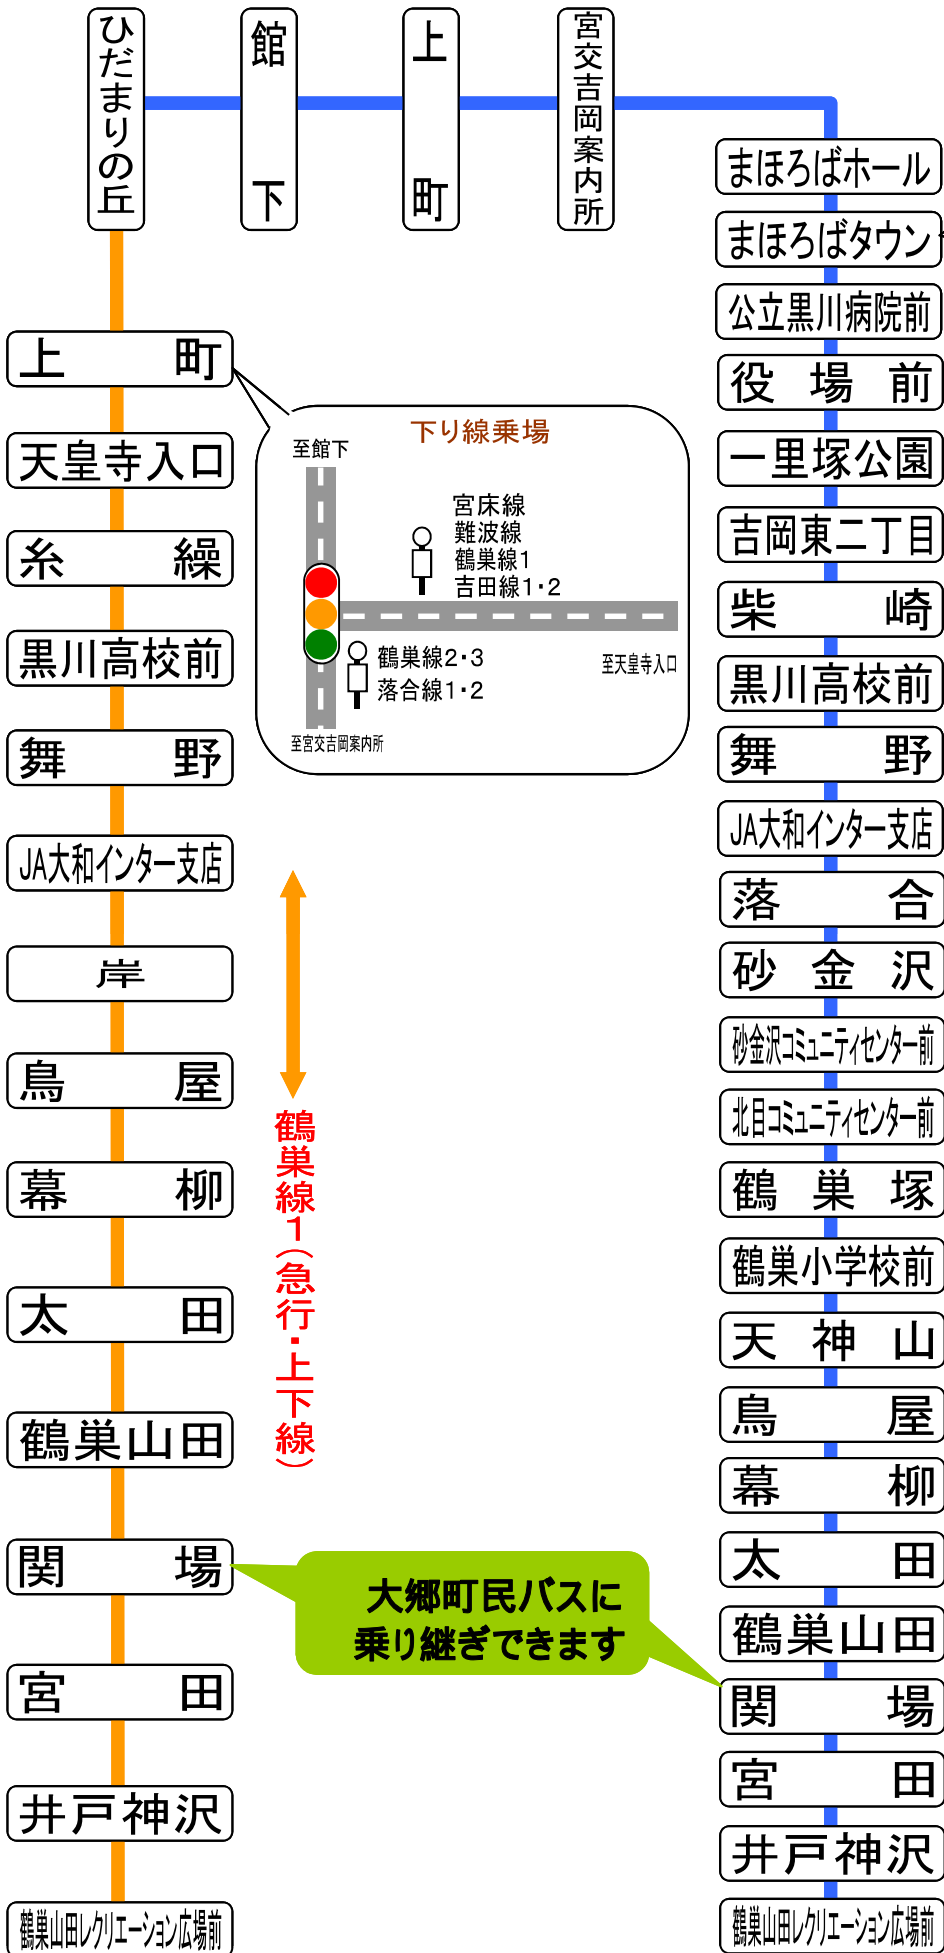 ひだまりの丘
館下
上町
宮交吉岡案内所
上町
天皇寺入口
糸繰
黒川高校前
舞野
JA大和インター支店
岸
鳥屋
幕柳
太田
鶴巣山田
関場
宮田
井戸神沢
鶴巣山田レクリエーション広場前
下り線乗場
至館下
宮床線
難波線
鶴巣線1
吉田線1・2
鶴巣線2・3
落合線1・2
至天皇寺入口
至宮交吉岡案内所
鶴巣線1(急行・上下線)
大郷町民バスに
乗り継ぎできます
まほろばホール
まほろばタウン
公立黒川病院前
役場前
一里塚公園
吉岡東二丁目
柴崎
黒川高校前
舞野
JA大和インター支店
落合
砂金沢
砂金沢コミュニティセンター前
北目コミュニティセンター前
鶴巣塚
鶴巣小学校前
天神山
鳥屋
幕柳
太田
鶴巣山田
関場
宮田
井戸神沢
鶴巣山田レクリエーション広場前